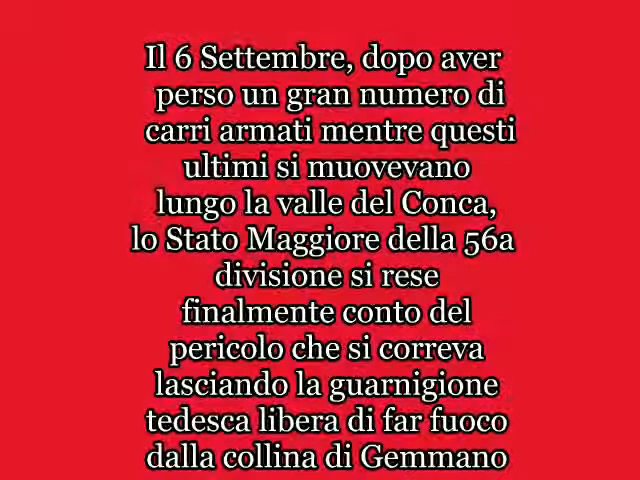 Il 6 Settembre, dopo aver
perso un gran numero di
carri armati mentre questi
ultimi si muovevano
lungo la valle del Conca,
lo Stato Maggiore della 56a
divisione si rese
finalmente conto del
pericolo che si correva
lasciando la guarnigione
tedesca libera di far fuoco
dalla collina di Gemmano